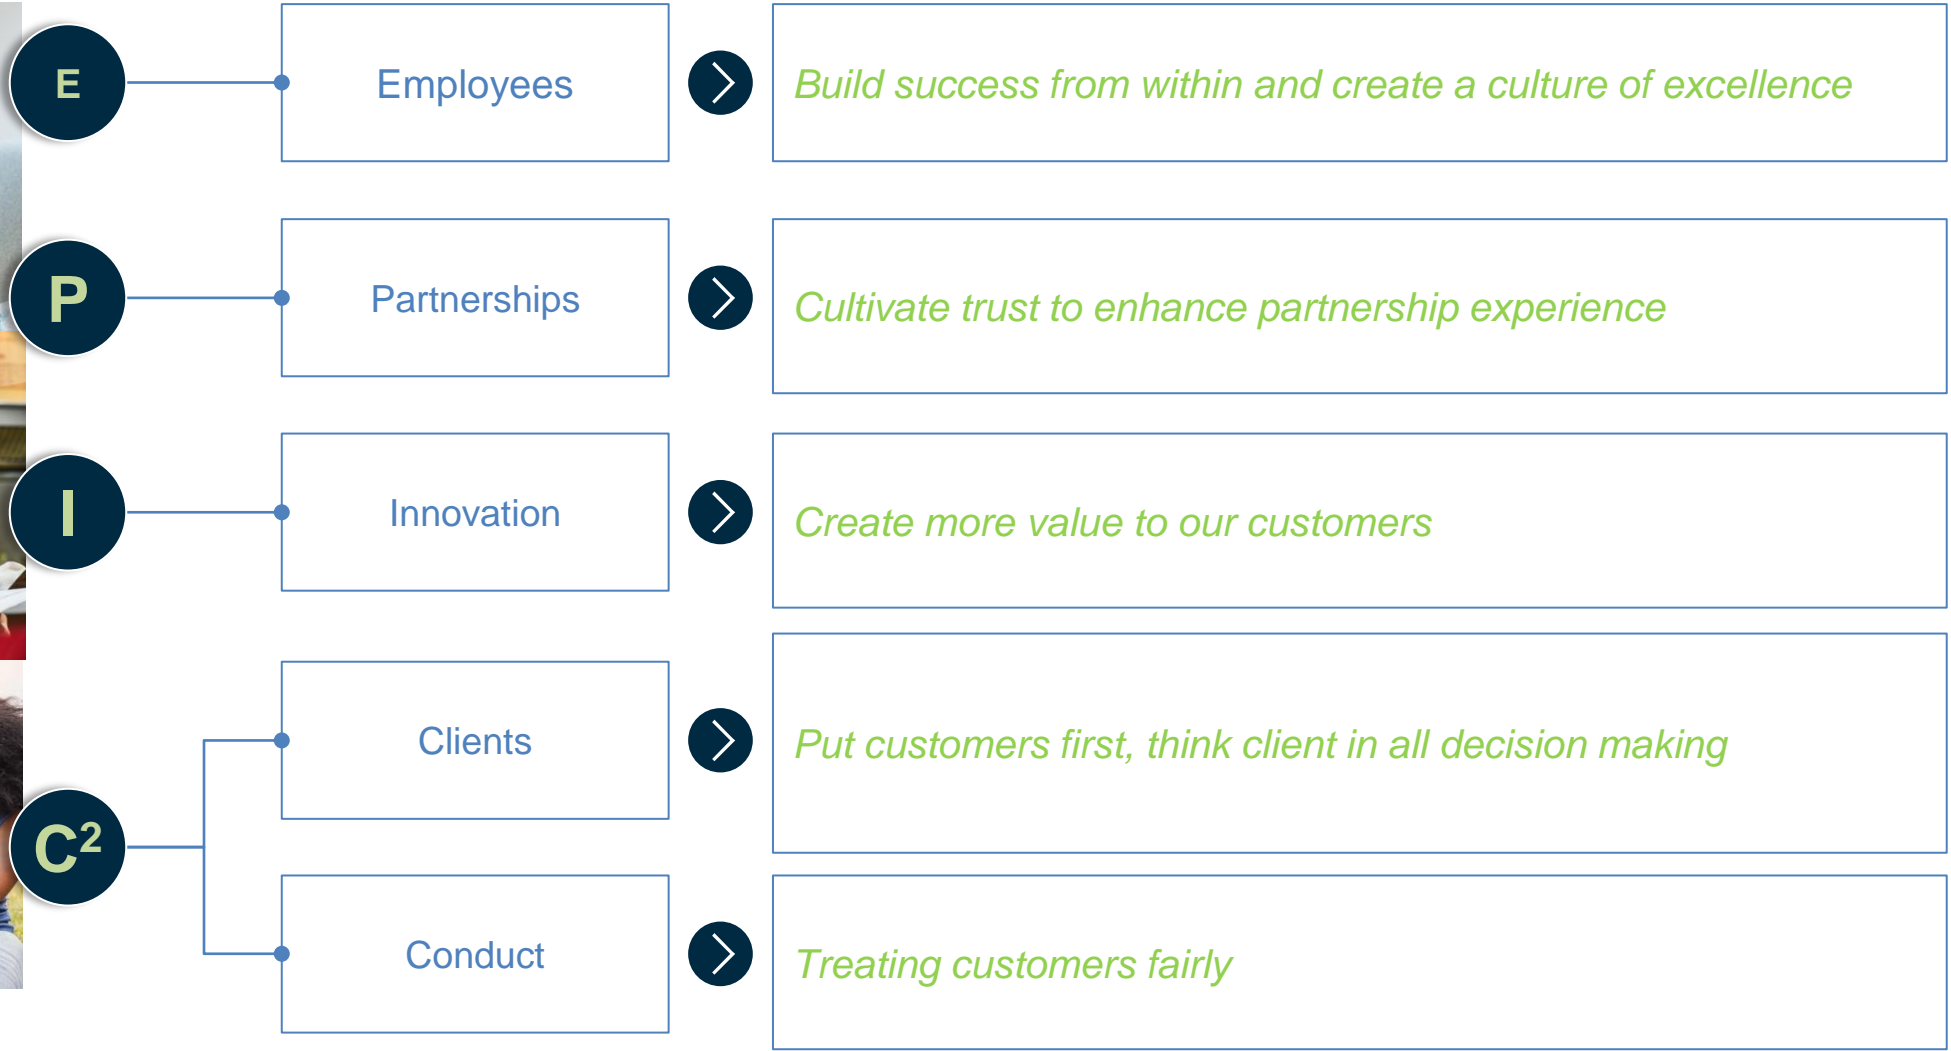 E
Employees
Build success from within and create a culture of excellence
P
Partnerships
Cultivate trust to enhance partnership experience
I
Innovation
Create more value to our customers
C²
Clients
Put customers first, think client in all decision making
Conduct
Treating customers fairly